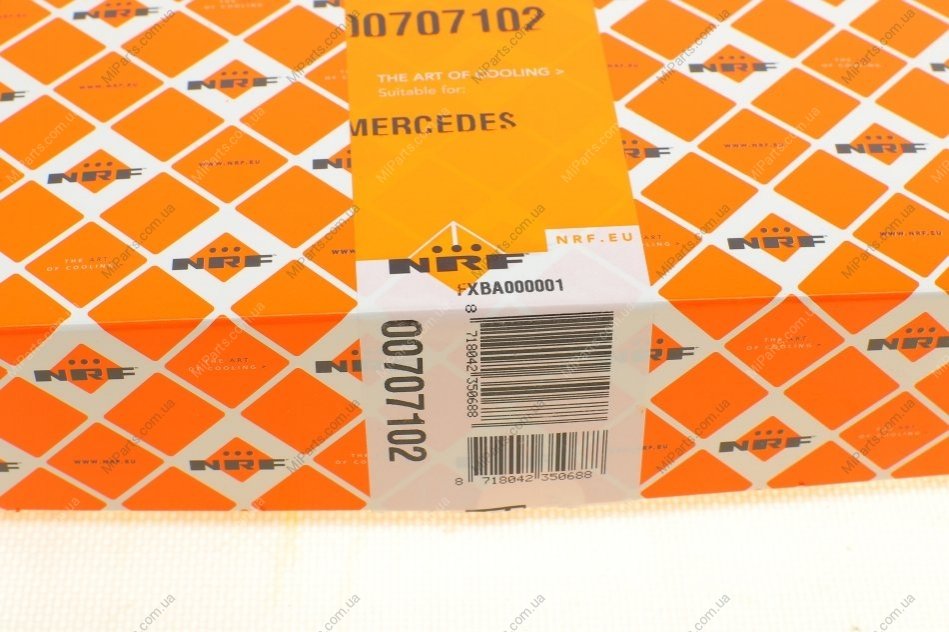 00707102
THE ART OF COOLING >
Suitable for:
MERCEDES
NRF.EU
NRF
FXBA000001
00707102
8 718042 350688
8 718042 350688
NRF
THE ART OF COOLING >
WWW.NRF.EU
MiParts.com.ua